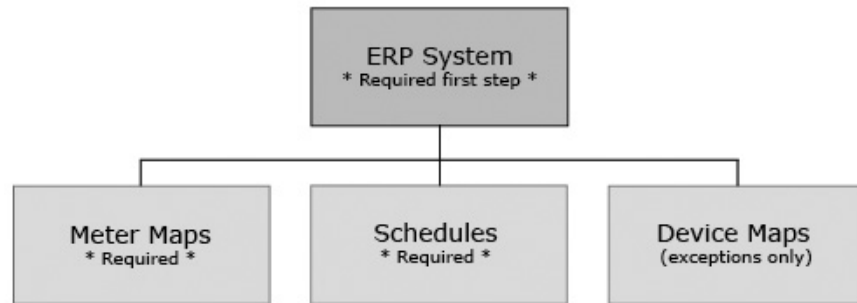 ERP System
* Required first step *
Meter Maps
* Required *
Schedules
* Required *
Device Maps
(exceptions only)